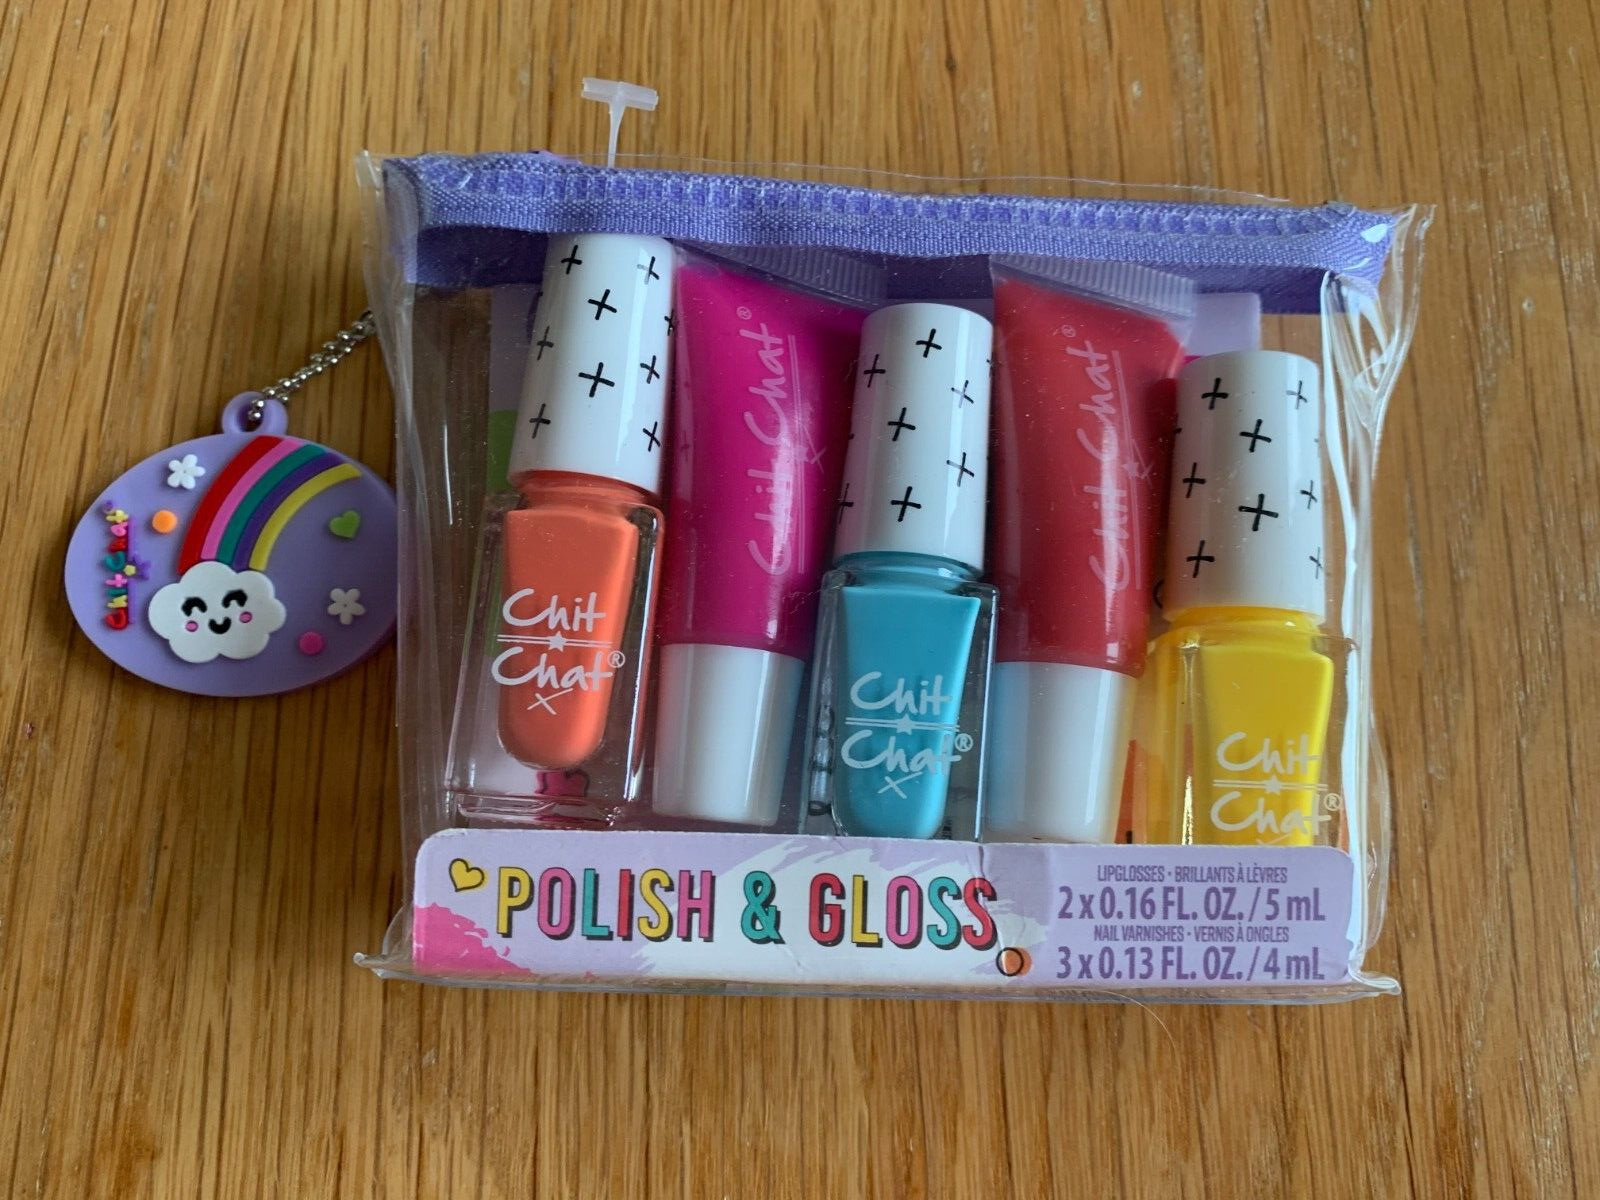 Chit Chat
Chit
Chat®
x
Chit Chat® x
Chit
Chat®
x
Chit Chat® x
Chit
Chat®
POLISH & GLOSS
LIPGLOSSES • BRILLANTS À LÈVRES
2 x 0.16 FL. OZ. / 5 mL
NAIL VARNISHES • VERNIS À ONGLES
3 x 0.13 FL. OZ. / 4 mL